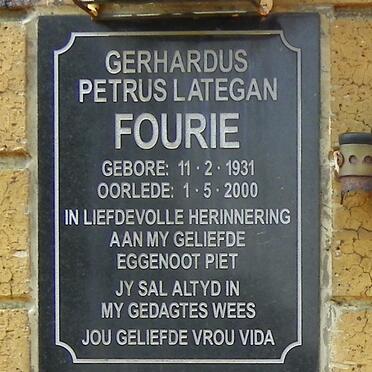 GERHARDUS
PETRUS LATEGAN
FOURIE
GEBORE: 11 · 2 · 1931
OORLEDE: 1 · 5 · 2000
IN LIEFDEVOLLE HERINNERING
AAN MY GELIEFDE
EGGENOOT PIET
JY SAL ALTYD IN
MY GEDAGTES WEES
JOU GELIEFDE VROU VIDA